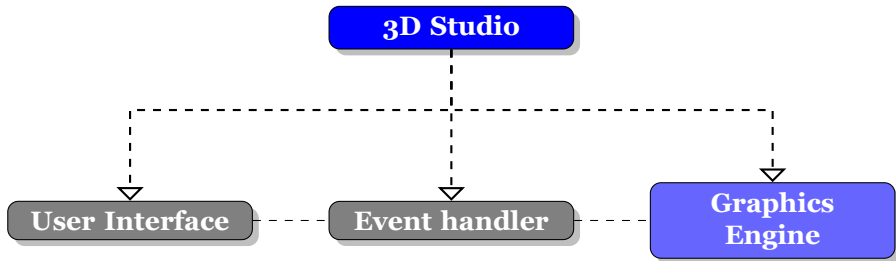 3D Studio
User Interface
Event handler
Graphics
Engine